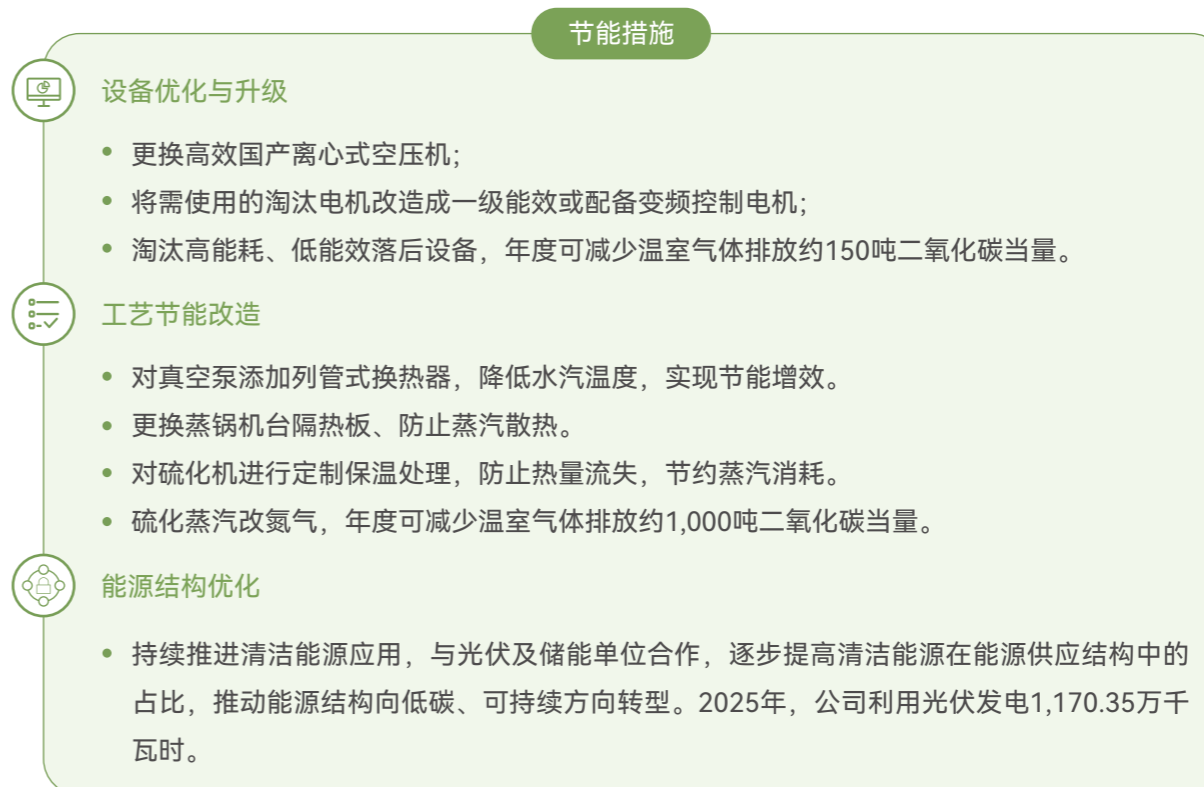 节能措施
设备优化与升级
• 更换高效国产离心式空压机；
• 将需使用的淘汰电机改造成一级能效或配备变频控制电机；
• 淘汰高能耗、低能效落后设备，年度可减少温室气体排放约150吨二氧化碳当量。
工艺节能改造
• 对真空泵添加列管式换热器，降低水汽温度，实现节能增效。
• 更换蒸锅机台隔热板、防止蒸汽散热。
• 对硫化机进行定制保温处理，防止热量流失，节约蒸汽消耗。
• 硫化蒸汽改氮气，年度可减少温室气体排放约1,000吨二氧化碳当量。
能源结构优化
• 持续推进清洁能源应用，与光伏及储能单位合作，逐步提高清洁能源在能源供应结构中的
占比，推动能源结构向低碳、可持续方向转型。2025年，公司利用光伏发电1,170.35万千
瓦时。